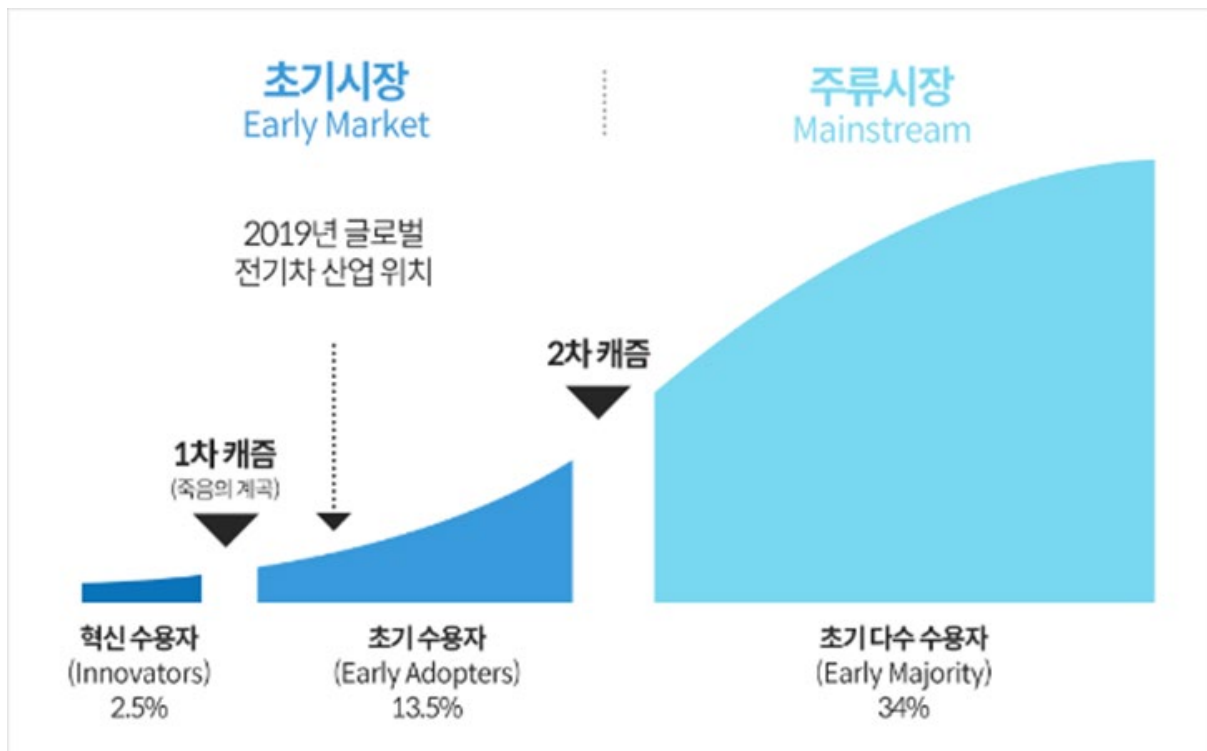 초기시장
Early Market
주류시장
Mainstream
2019년 글로벌
전기차 산업 위치
2차 캐즘
1차 캐즘
(죽음의 계곡)
혁신 수용자
(Innovators)
2.5%
초기 수용자
(Early Adopters)
13.5%
초기 다수 수용자
(Early Majority)
34%